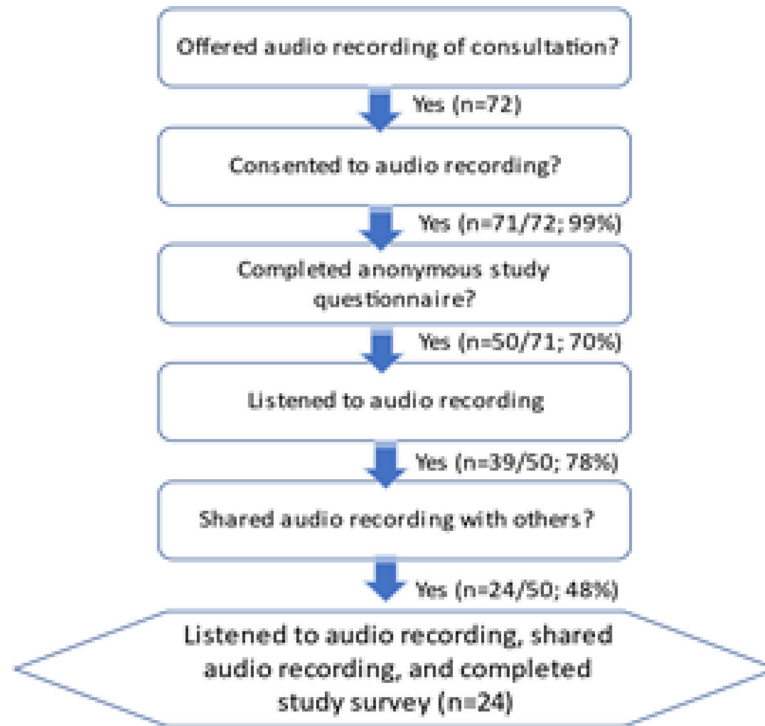 Offered audio recording of consultation?
Yes (n=72)
Consented to audio recording?
Yes (n=71/72; 99%)
Completed anonymous study
questionnaire?
Yes (n=50/71; 70%)
Listened to audio recording
Yes (n=39/50; 78%)
Shared audio recording with others?
Yes (n=24/50; 48%)
Listened to audio recording, shared
audio recording, and completed
study survey (n=24)